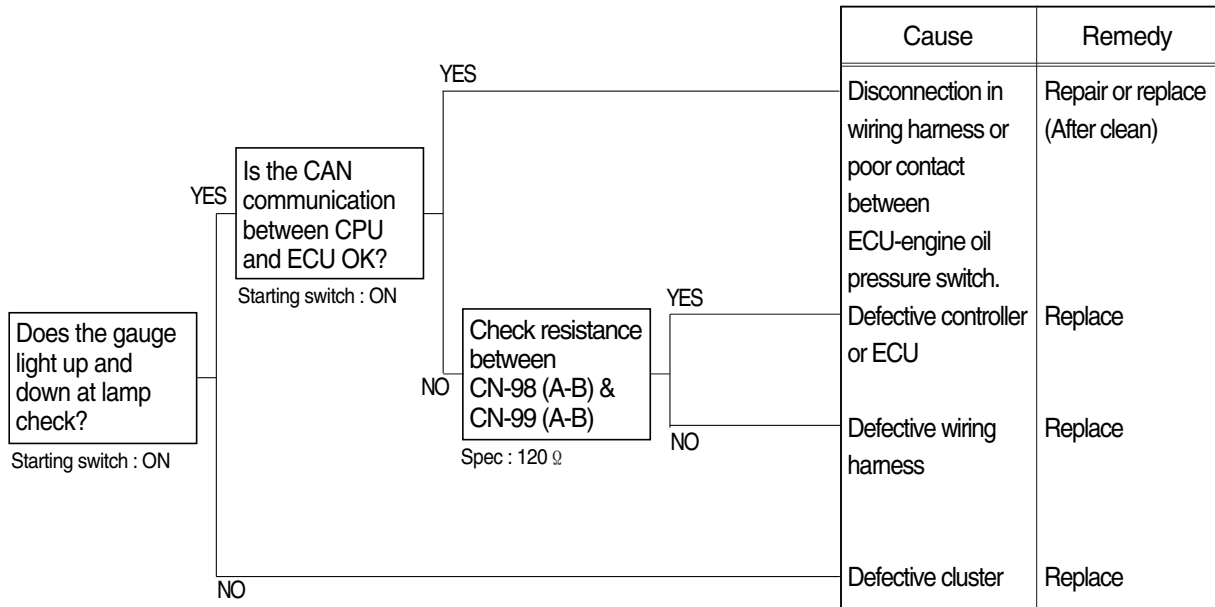 Cause
Remedy
YES
Disconnection in
wiring harness or
poor contact
between
ECU-engine oil
pressure switch.
Repair or replace
(After clean)
YES
Is the CAN
communication
between CPU
and ECU OK?
Starting switch : ON
Does the gauge
light up and
down at lamp
check?
Starting switch : ON
NO
Check resistance
between
CN-98 (A-B) &
CN-99 (A-B)
Spec : 120 Ω
YES
Defective controller
or ECU
Replace
NO
Defective wiring
harness
Replace
NO
Defective cluster
Replace